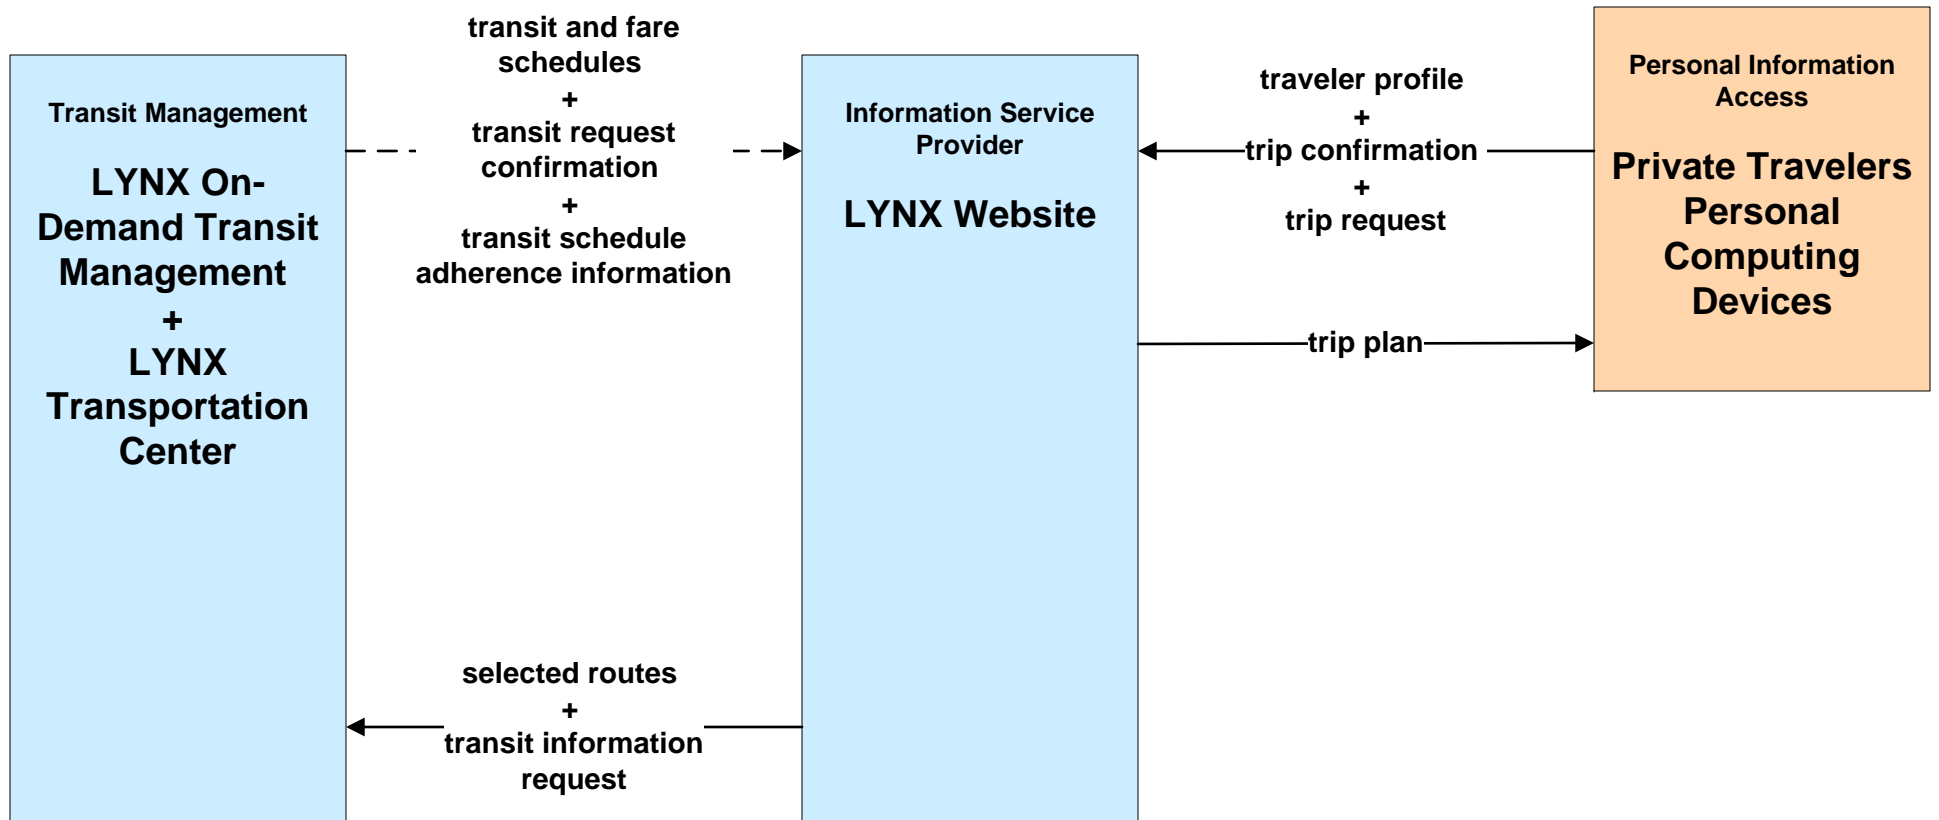 Transit Management
LYNX On-
Demand Transit
Management
+
LYNX
Transportation
Center
transit and fare
schedules
+
transit request
confirmation
+
transit schedule
adherence information
selected routes
+
transit information
request
Information Service
Provider
LYNX Website
traveler profile
+
trip confirmation
+
trip request
trip plan
Personal Information
Access
Private Travelers
Personal
Computing
Devices